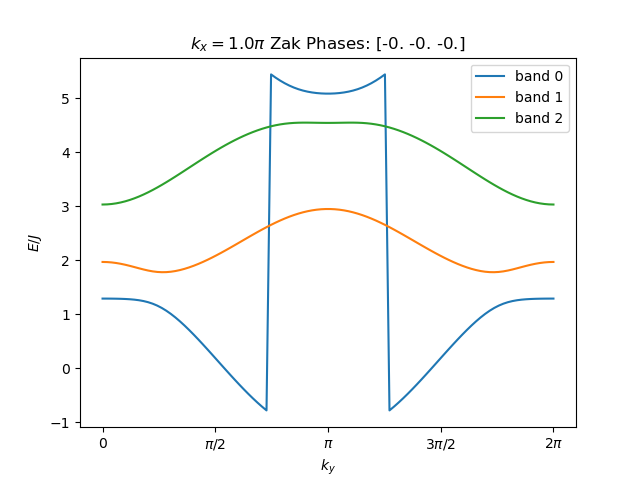 $k_x = 1.0\pi$ Zak Phases: [-0. -0. -0.]
band 0
band 1
band 2
5
4
3
2
1
0
−1
E/J
0
π/2
π
3π/2
2π
$k_y$